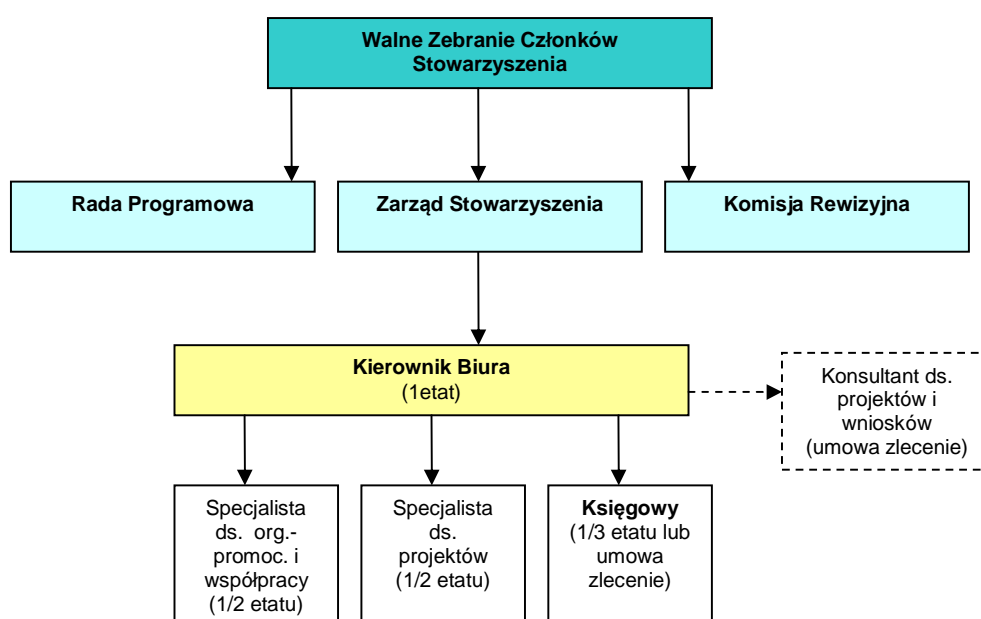 Walne Zebranie Członków
Stowarzyszenia
Rada Programowa
Zarząd Stowarzyszenia
Komisja Rewizyjna
Kierownik Biura
(1etat)
Konsultant ds.
projektów i
wniosków
(umowa zlecenie)
Specjalista
ds. org.-
promoc. i
współpracy
(1/2 etatu)
Specjalista
ds.
projektów
(1/2 etatu)
Księgowy
(1/3 etatu lub
umowa
zlecenie)